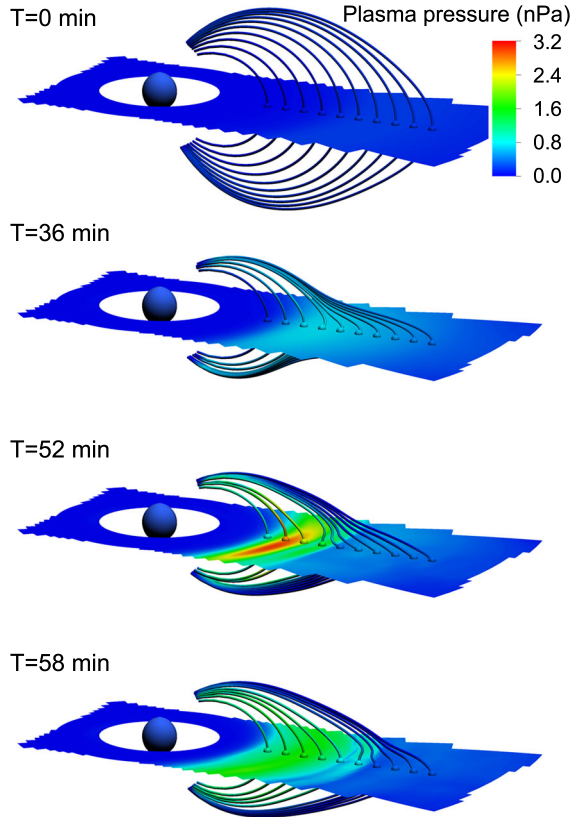 T=0 min
Plasma pressure (nPa)
3.2
2.4
1.6
0.8
0.0
T=36 min
T=52 min
T=58 min